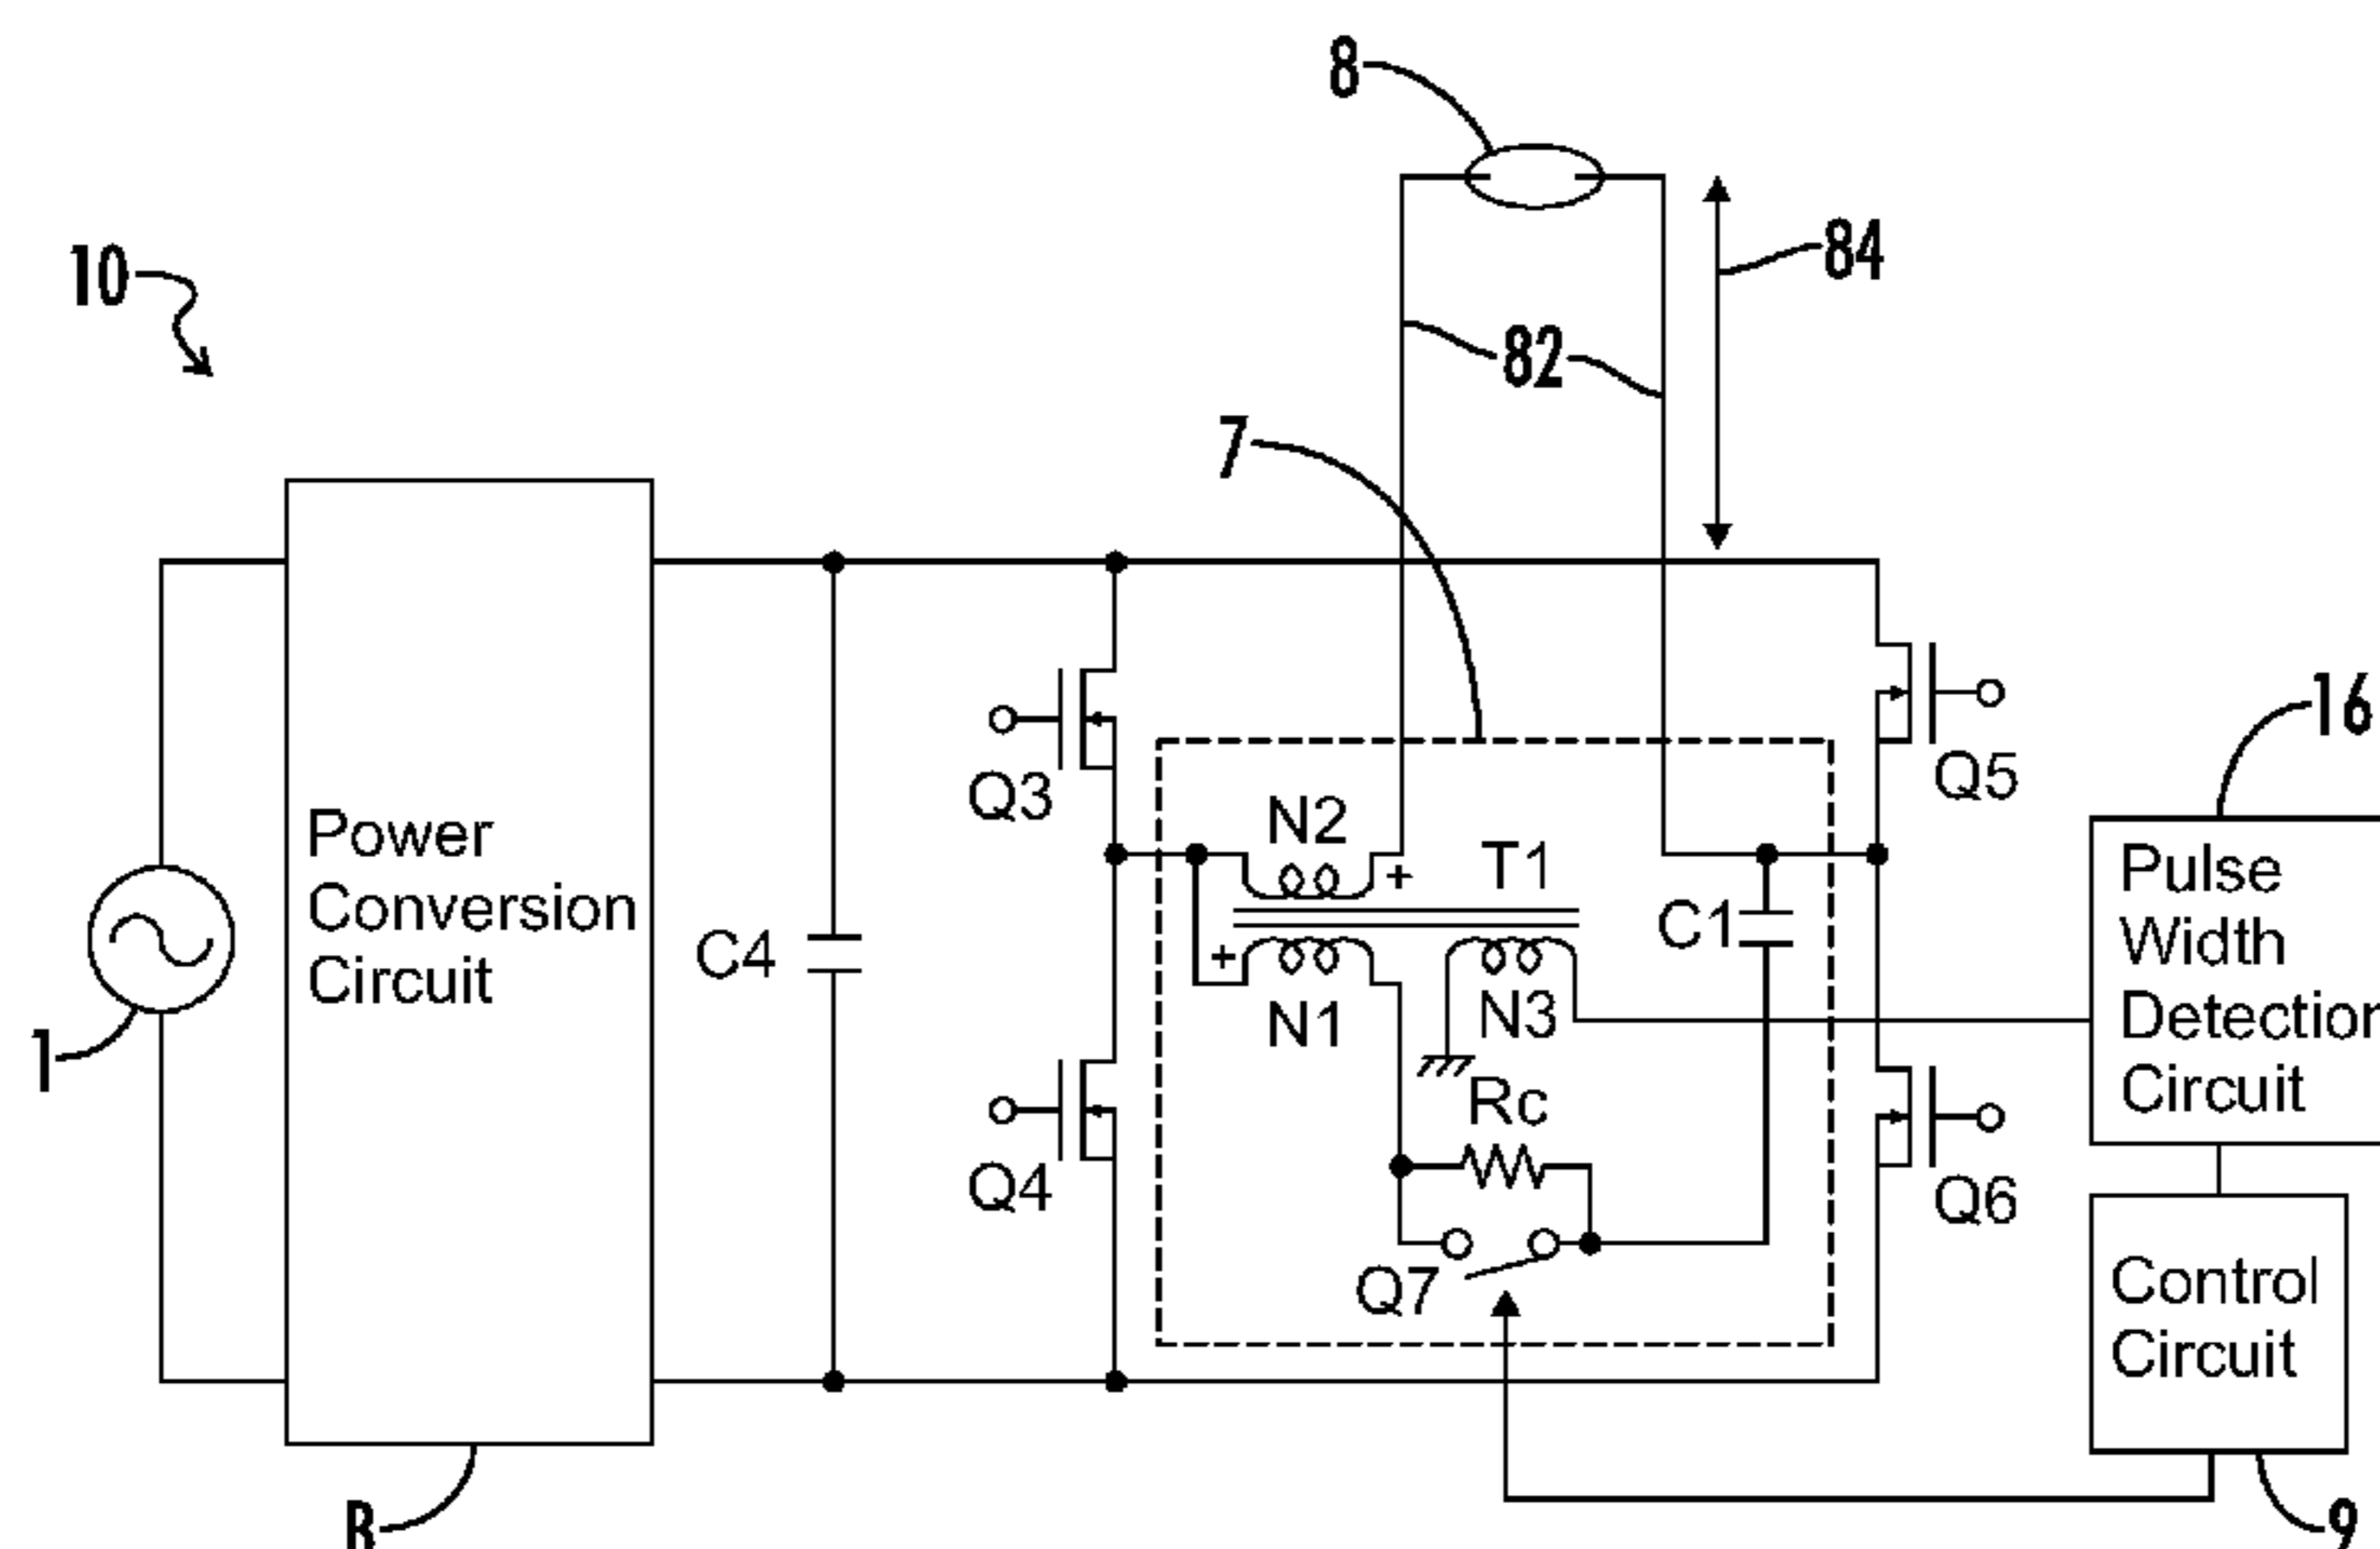 8
10
84
82
7
16
Q3
Q5
N2
T1
+
Power
Conversion
Circuit
C4
C1
Pulse
Width
Detection
Circuit
+
N1
N3
1
Rc
Q4
Q6
Q7
Control
Circuit
B
9